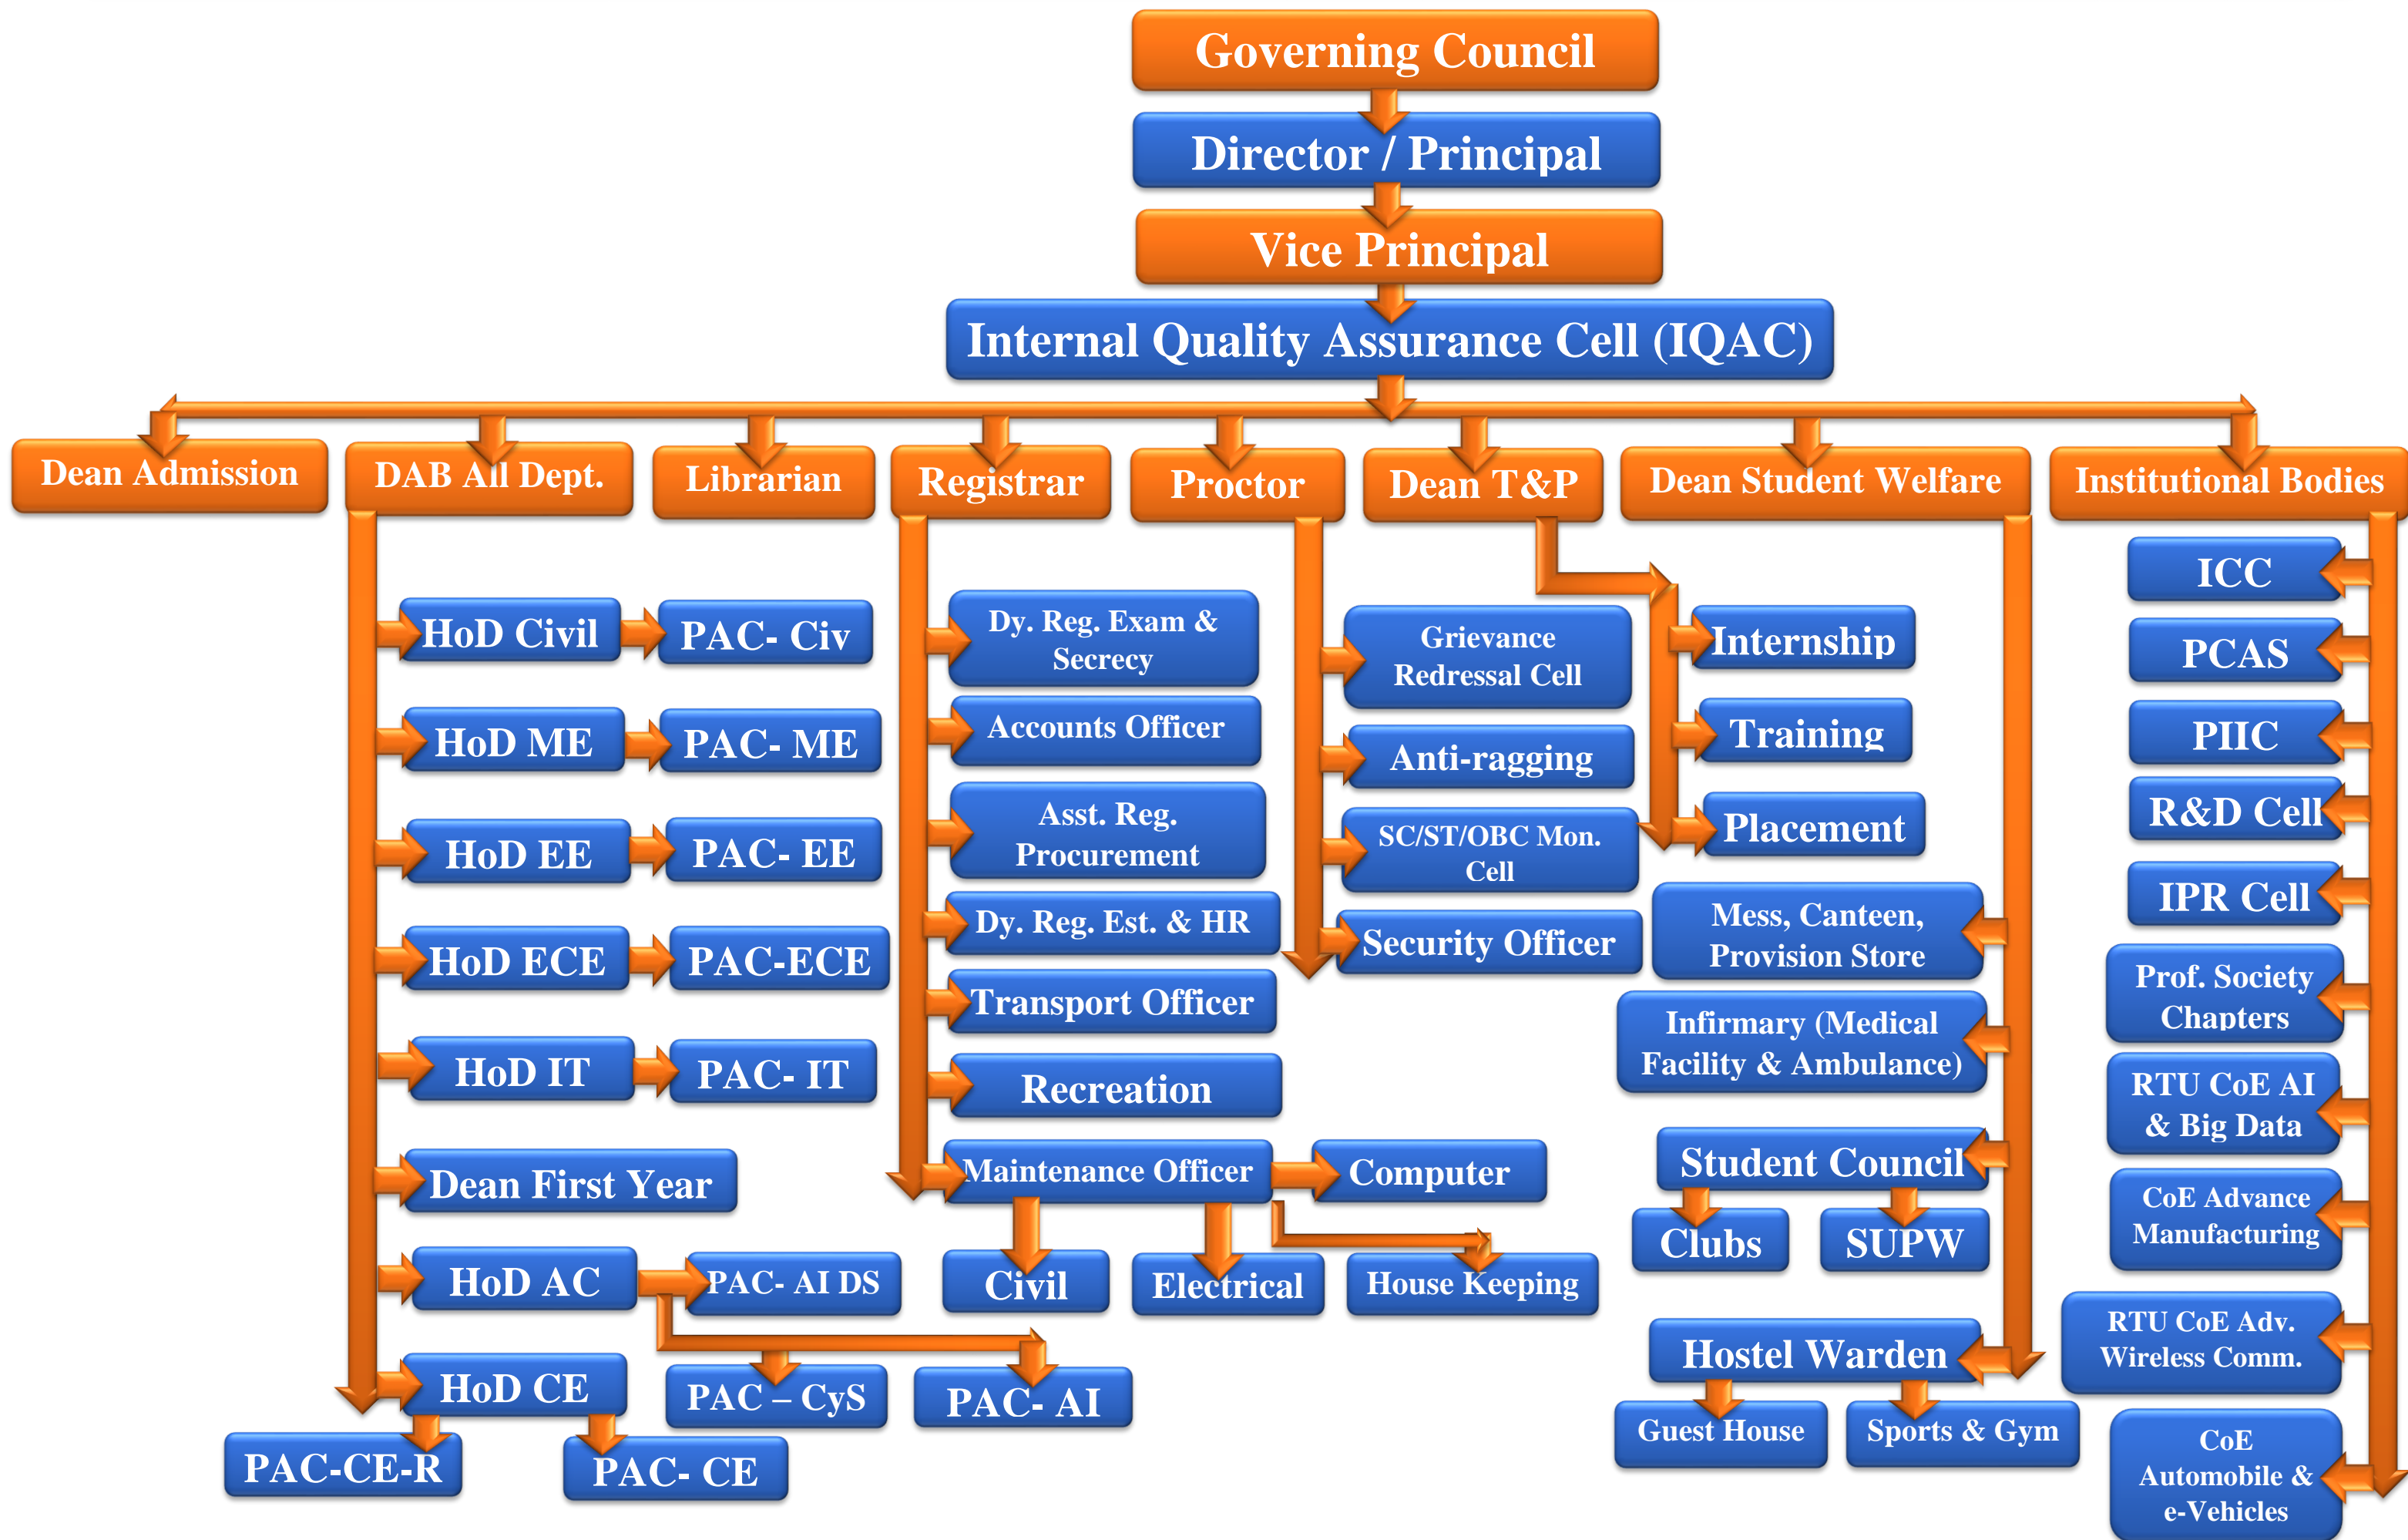 Governing Council
Director / Principal
Vice Principal
Internal Quality Assurance Cell (IQAC)
Dean Admission
DAB All Dept.
Librarian
Registrar
Proctor
Dean T&P
Dean Student Welfare
Institutional Bodies
HoD Civil
PAC- Civ
HoD ME
PAC- ME
HoD EE
PAC- EE
HoD ECE
PAC-ECE
HoD IT
PAC- IT
Dean First Year
HoD AC
PAC- AI DS
PAC – CyS
PAC- AI
HoD CE
PAC-CE-R
PAC- CE
Dy. Reg. Exam &
Secrecy
Accounts Officer
Asst. Reg.
Procurement
Dy. Reg. Est. & HR
Transport Officer
Recreation
Maintenance Officer
Computer
Civil
Electrical
House Keeping
Grievance
Redressal Cell
Anti-ragging
SC/ST/OBC Mon.
Cell
Security Officer
Internship
Training
Placement
Mess, Canteen,
Provision Store
Infirmary (Medical
Facility & Ambulance)
Student Council
Clubs
SUPW
Hostel Warden
Guest House
Sports & Gym
ICC
PCAS
PIIC
R&D Cell
IPR Cell
Prof. Society
Chapters
RTU CoE AI
& Big Data
CoE Advance
Manufacturing
RTU CoE Adv.
Wireless Comm.
CoE
Automobile &
e-Vehicles